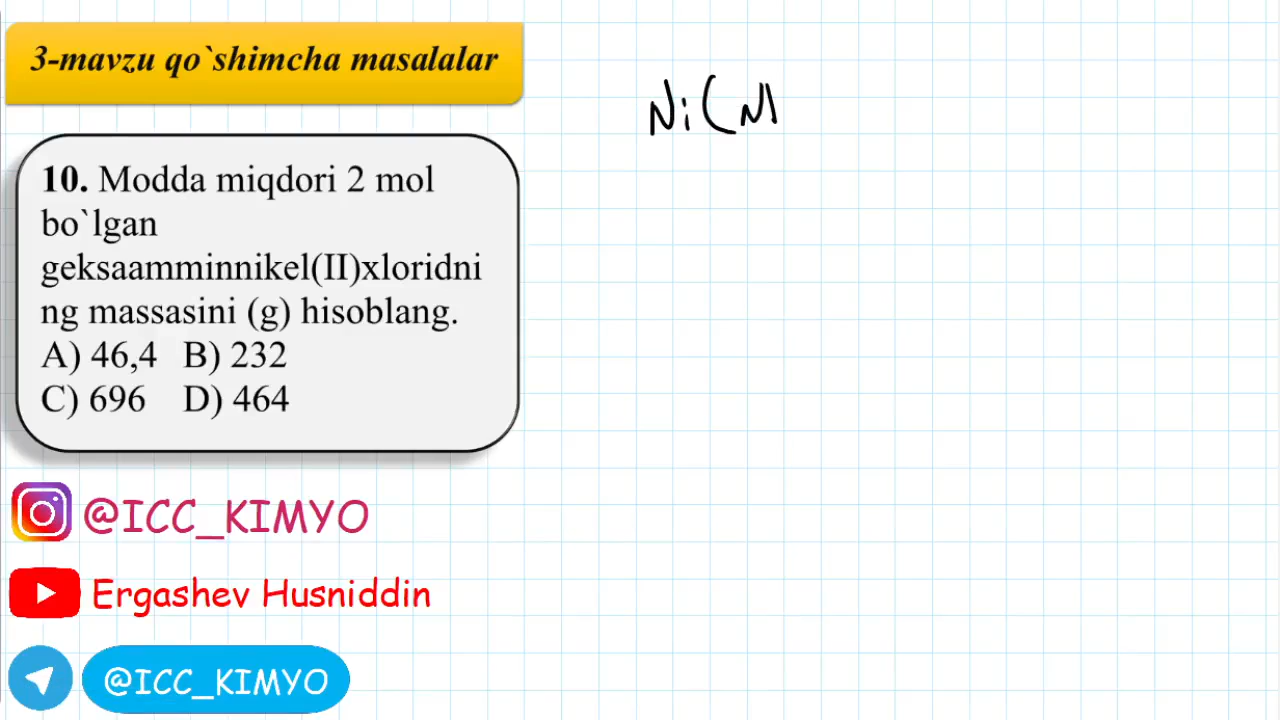 3-mavzu qo`shimcha masalalar
Ni(NH
10. Modda miqdori 2 mol
bo`lgan
geksaamminnikel(II)xloridni
ng massasini (g) hisoblang.
A) 46,4 B) 232
C) 696 D) 464
@ICC_KIMYO
Ergashev Husniddin
@ICC_KIMYO